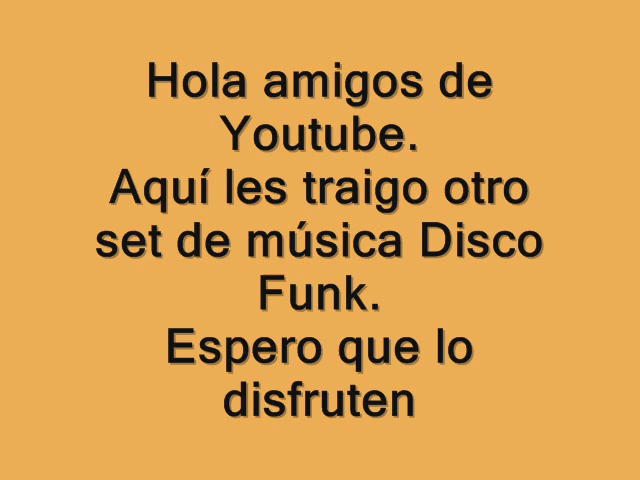 Hola amigos de
Youtube.
Aquí les traigo otro
set de música Disco
Funk.
Espero que lo
disfruten